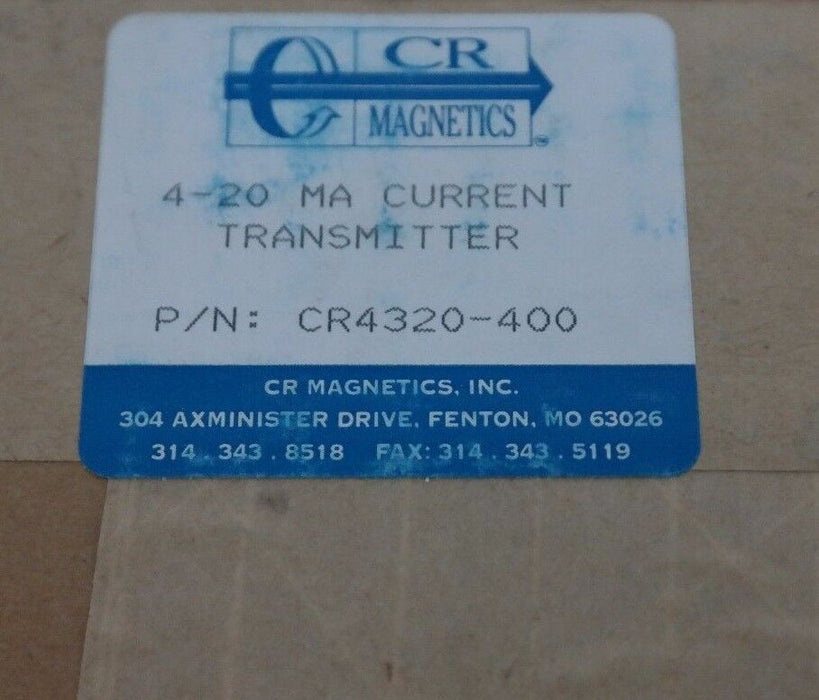 CR
MAGNETICS
TM
4-20 MA CURRENT
TRANSMITTER
P/N: CR4320-400
CR MAGNETICS, INC.
304 AXMINISTER DRIVE, FENTON, MO 63026
314 . 343 . 8518 FAX: 314 . 343 . 5119